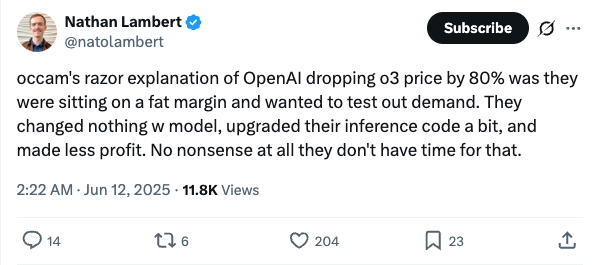 Nathan Lambert
@natolambert
Subscribe
occam's razor explanation of OpenAI dropping o3 price by 80% was they
were sitting on a fat margin and wanted to test out demand. They
changed nothing w model, upgraded their inference code a bit, and
made less profit. No nonsense at all they don't have time for that.
2:22 AM · Jun 12, 2025 · 11.8K Views
14 6 204 23